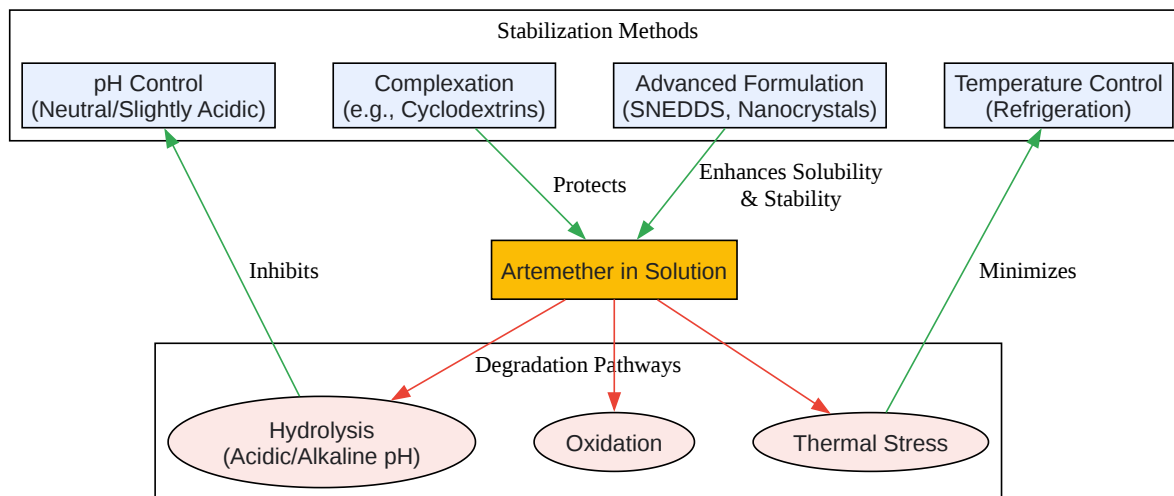 Stabilization Methods
pH Control
(Neutral/Slightly Acidic)
Complexation
(e.g., Cyclodextrins)
Advanced Formulation
(SNEDDS, Nanocrystals)
Temperature Control
(Refrigeration)
Protects
Enhances Solubility
& Stability
Inhibits
Artemether in Solution
Minimizes
Degradation Pathways
Hydrolysis
(Acidic/Alkaline pH)
Oxidation
Thermal Stress